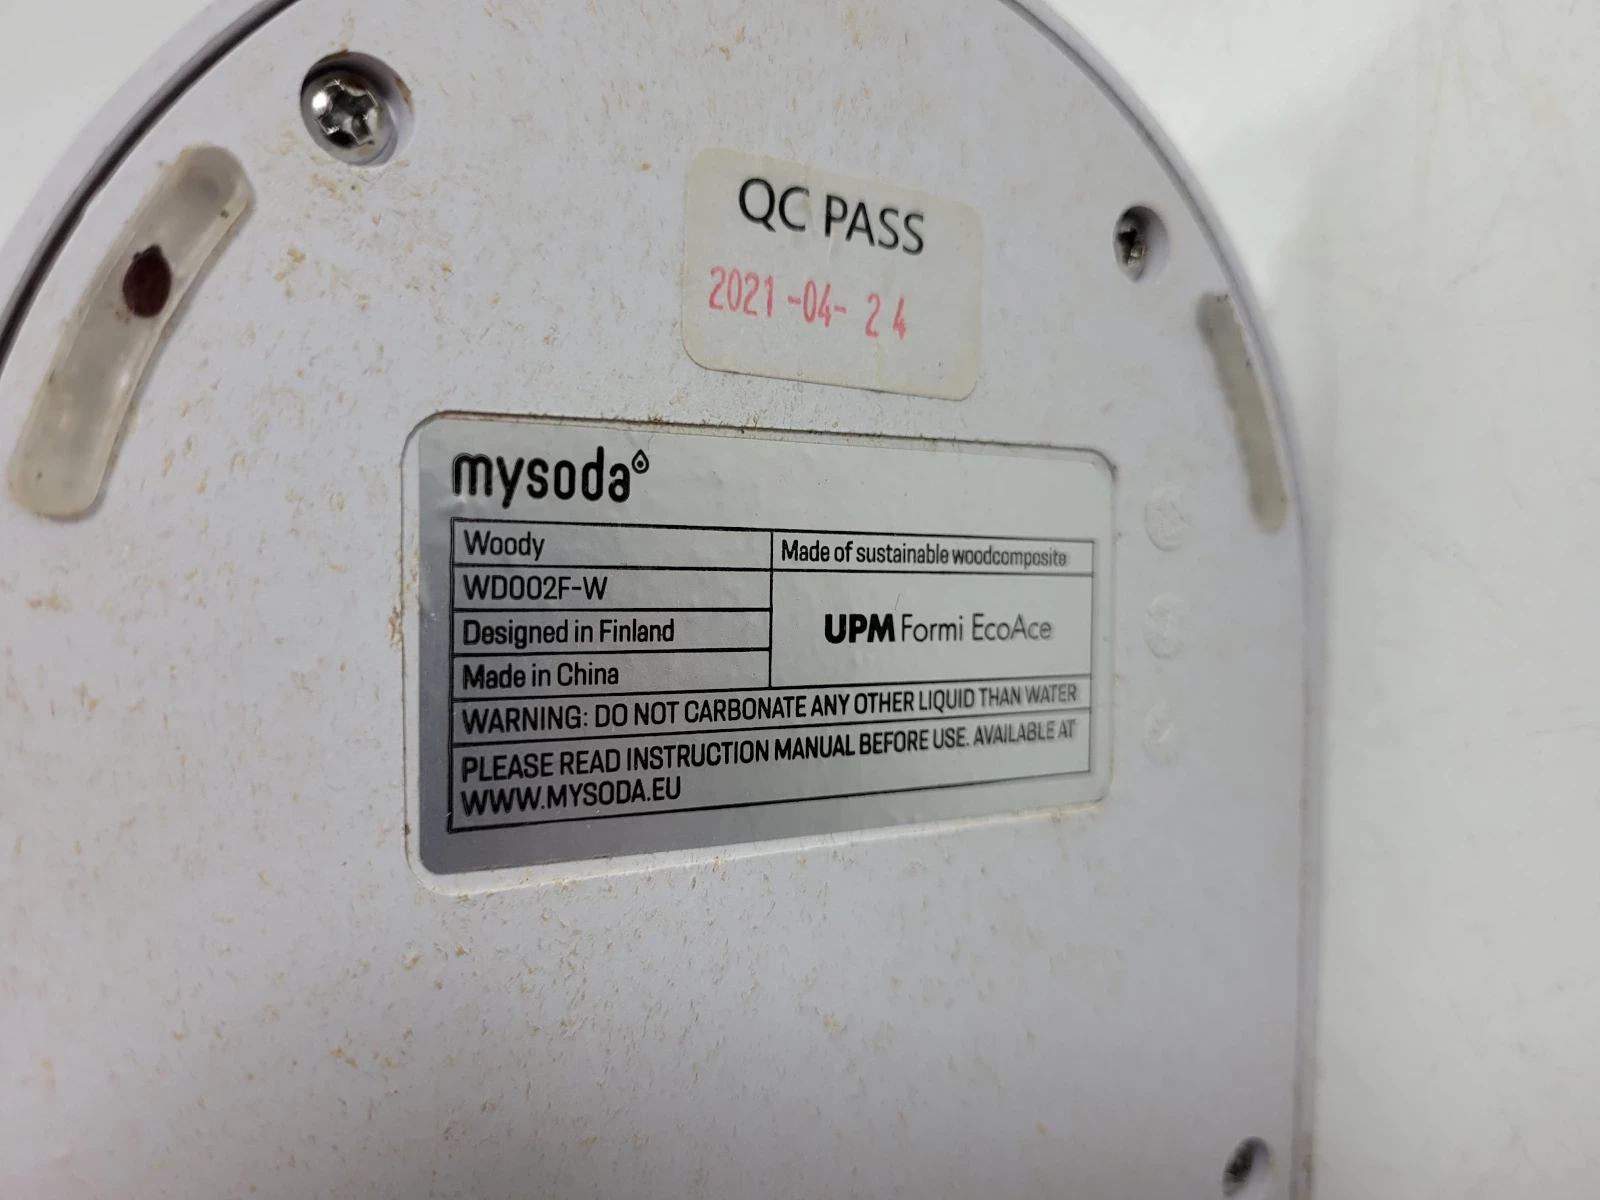 QC PASS
2021-04-24
mysoda
Woody
Made of sustainable woodcomposite
WD002F-W
UPM Formi EcoAce
Designed in Finland
Made in China
WARNING: DO NOT CARBONATE ANY OTHER LIQUID THAN WATER
PLEASE READ INSTRUCTION MANUAL BEFORE USE. AVAILABLE AT
WWW.MYSODA.EU